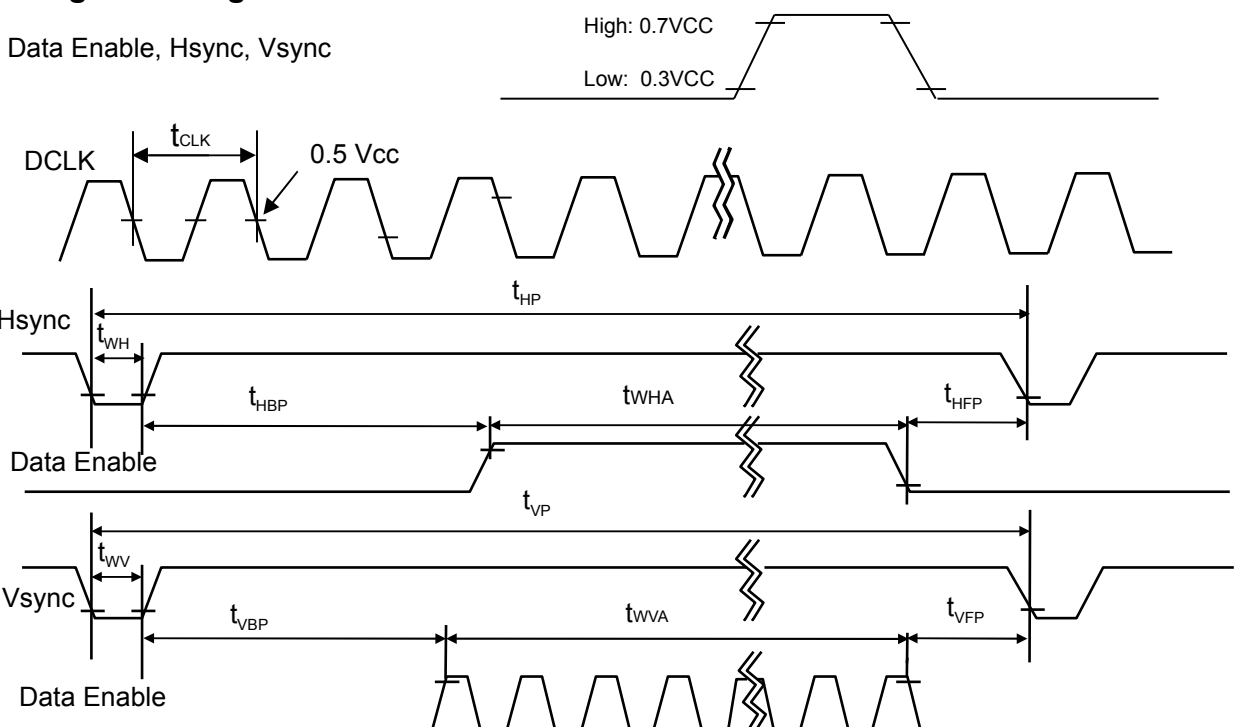 High: 0.7VCC
Data Enable, Hsync, Vsync
Low: 0.3VCC
tCLK
DCLK
0.5 Vcc
tHP
Hsync
tWH
tHBP
tWHA
tHFP
Data Enable
tVP
tWV
Vsync
tVBP
tWVA
tVFP
Data Enable